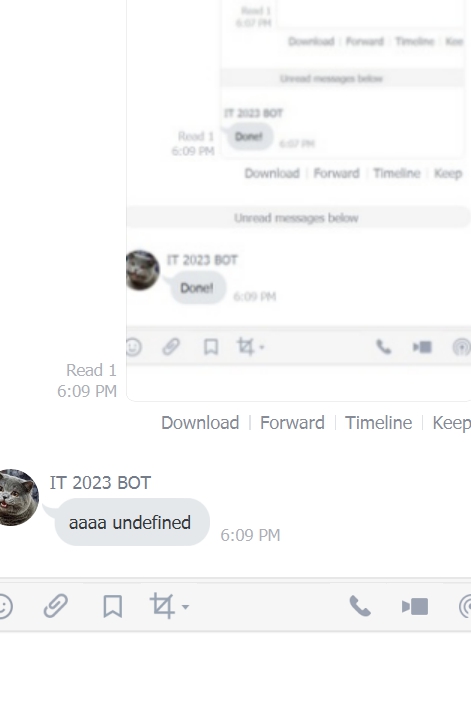 Read 1
6:07 PM
Download | Forward | Timeline | Kee
Unread messages below
IT 2023 BOT
Done!
6:07 PM
Read 1
6:09 PM
Download | Forward | Timeline | Keep
Unread messages below
IT 2023 BOT
Done!
6:09 PM
Read 1
6:09 PM
Download | Forward | Timeline | Keep
IT 2023 BOT
aaaa undefined
6:09 PM